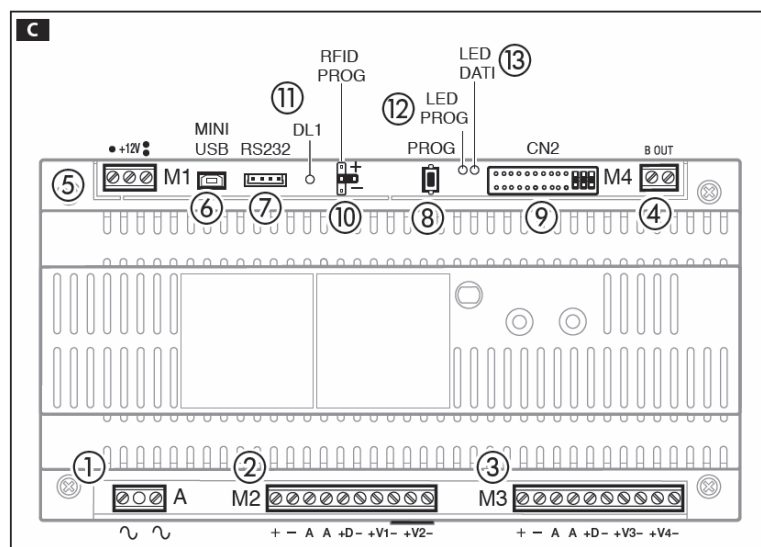 C
RFID
PROG
LED
DATI
13
11
12
LED
PROG
+12V
MINI
USB
RS232
DL1
PROG
CN2
B OUT
5
M1
+
−
M4
6
7
10
8
9
4
1
2
3
A
M2
M3
+ − A A +D− +V1− +V2−
+ − A A +D− +V3− +V4−